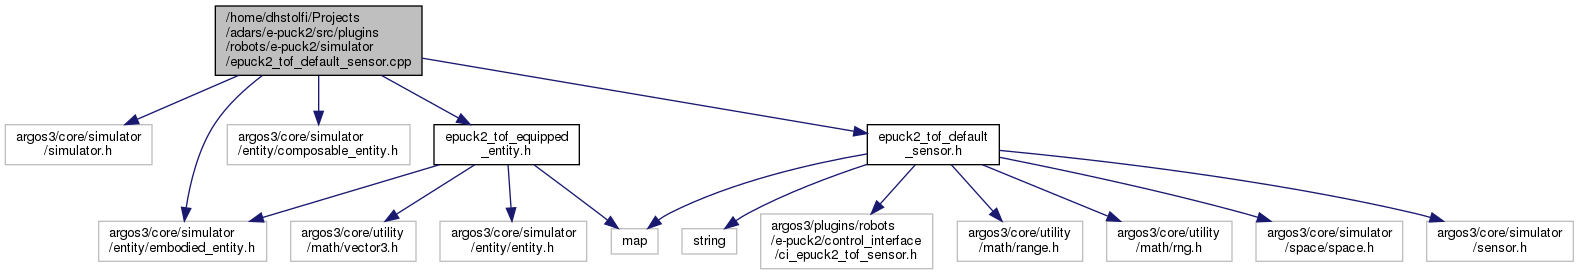 /home/dhstolfi/Projects
/adars/e-puck2/src/plugins
/robots/e-puck2/simulator
/epuck2_tof_default_sensor.cpp
argos3/core/simulator
/simulator.h
argos3/core/simulator
/entity/composable_entity.h
epuck2_tof_equipped
_entity.h
epuck2_tof_default
_sensor.h
argos3/core/simulator
/entity/embodied_entity.h
argos3/core/utility
/math/vector3.h
argos3/core/simulator
/entity/entity.h
map
string
argos3/plugins/robots
/e-puck2/control_interface
/ci_epuck2_tof_sensor.h
argos3/core/utility
/math/range.h
argos3/core/utility
/math/rng.h
argos3/core/simulator
/space/space.h
argos3/core/simulator
/sensor.h